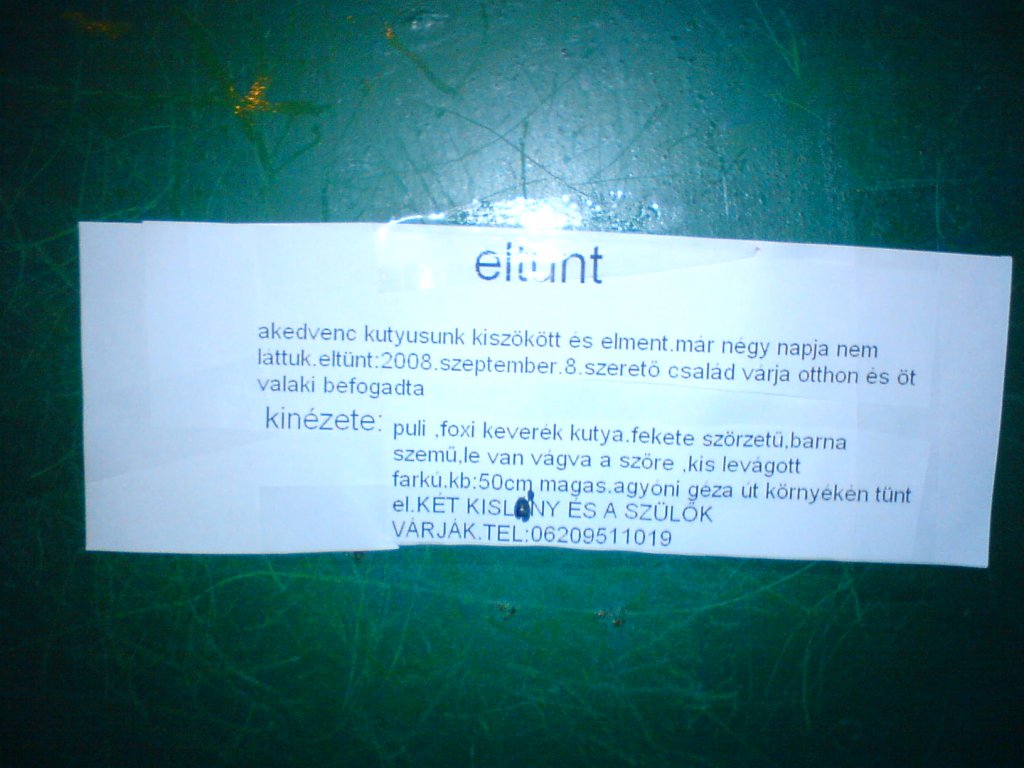 eltünt
akedvenc kutyusunk kiszökött és elment.már négy napja nem
láttuk.eltünt:2008.szeptember.8.szerető család várja otthon és öt
valaki befogadta
kinézete:
puli ,foxi keverék kutya.fekete szörzetű,barna
szemű,le van vágva a szöre ,kis levágott
farkú.kb:50cm magas.agyóni géza út környékén tünt
el.KÉT KISLÁNY ÉS A SZÜLŐK
VÁRJÁK.TEL:06209511019